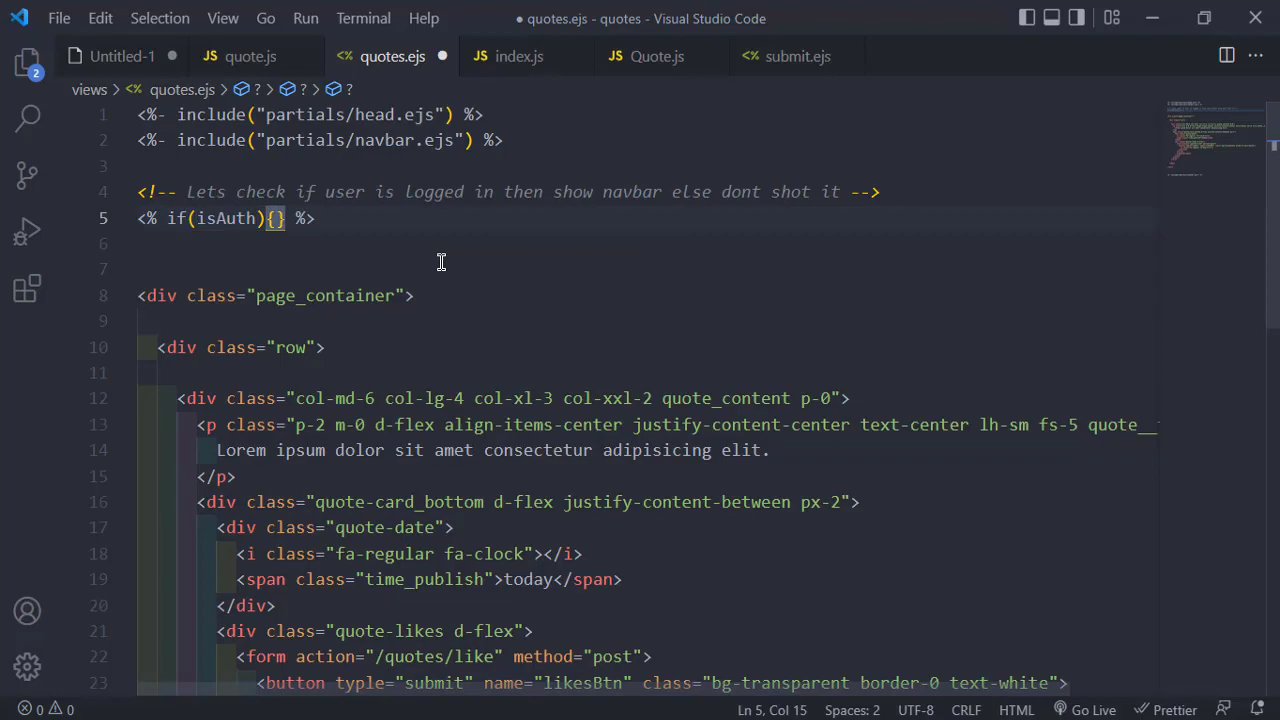 File Edit Selection View Go Run Terminal Help ● quotes.ejs - quotes - Visual Studio Code
Untitled-1 ● JS quote.js <% quotes.ejs ● JS index.js JS Quote.js <% submit.ejs
2
views > <% quotes.ejs > ? > ? > ?
1 <%- include("partials/head.ejs") %>
2 <%- include("partials/navbar.ejs") %>
3
4 <!-- Lets check if user is logged in then show navbar else dont shot it -->
5 <% if(isAuth){} %>
6
7
8 <div class="page_container">
9
10 <div class="row">
11
12 <div class="col-md-6 col-lg-4 col-xl-3 col-xxl-2 quote_content p-0">
13 <p class="p-2 m-0 d-flex align-items-center justify-content-center text-center lh-sm fs-5 quote__
14 Lorem ipsum dolor sit amet consectetur adipisicing elit.
15 </p>
16 <div class="quote-card_bottom d-flex justify-content-between px-2">
17 <div class="quote-date">
18 <i class="fa-regular fa-clock"></i>
19 <span class="time_publish">today</span>
20 </div>
21 <div class="quote-likes d-flex">
22 <form action="/quotes/like" method="post">
23 <button typle="submit" name="likesBtn" class="bg-transparent border-0 text-white">
0 0 Ln 5, Col 15 Spaces: 2 UTF-8 CRLF HTML Go Live Prettier